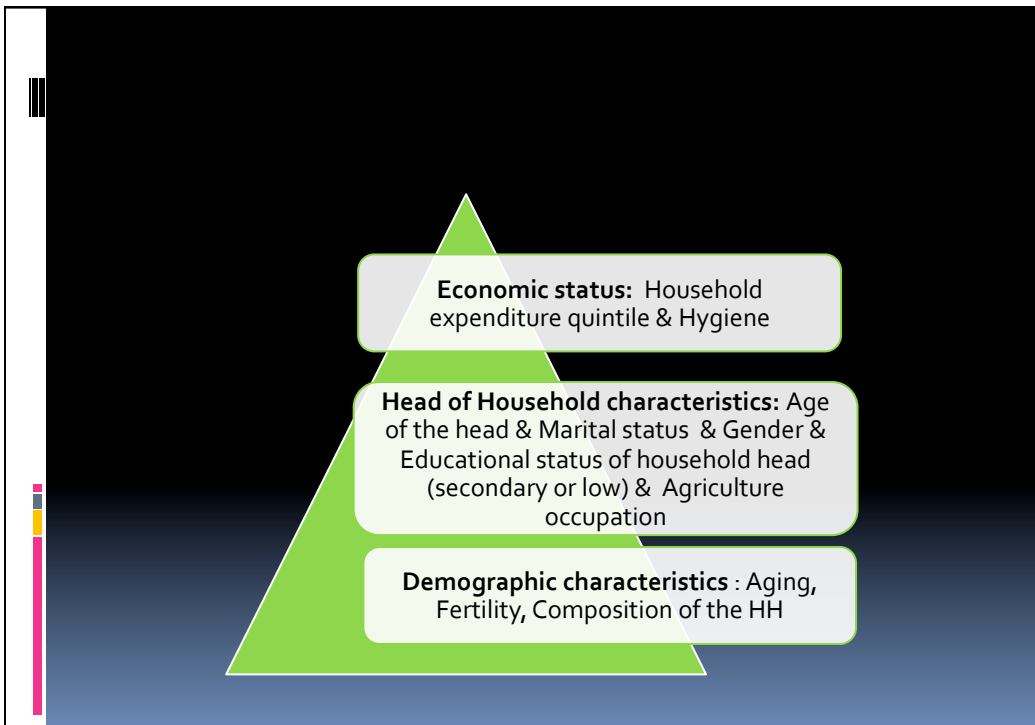 Economic status:  Household
expenditure quintile & Hygiene
Head of Household characteristics: Age
of the head & Marital status  & Gender &
Educational status of household head
(secondary or low) &  Agriculture
occupation
Demographic characteristics : Aging,
Fertility, Composition of the HH